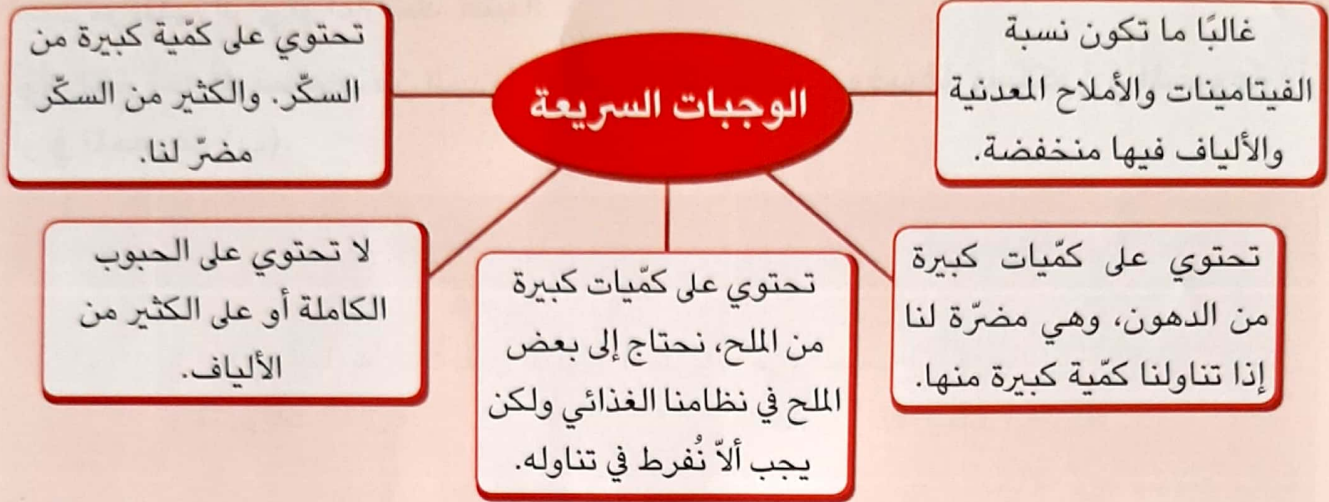 الوجبات السريعة
غالبًا ما تكون نسبة
الفيتامينات والأملاح المعدنية
والألياف فيها منخفضة.
تحتوي على كمّيات كبيرة
من الدهون، وهي مضرّة لنا
إذا تناولنا كمّية كبيرة منها.
تحتوي على كمّيات كبيرة
من الملح، نحتاج إلى بعض
الملح في نظامنا الغذائي ولكن
يجب ألاّ نُفرط في تناوله.
لا تحتوي على الحبوب
الكاملة أو على الكثير من
الألياف.
تحتوي على كمّية كبيرة من
السكّر. والكثير من السكّر
مضرّ لنا.